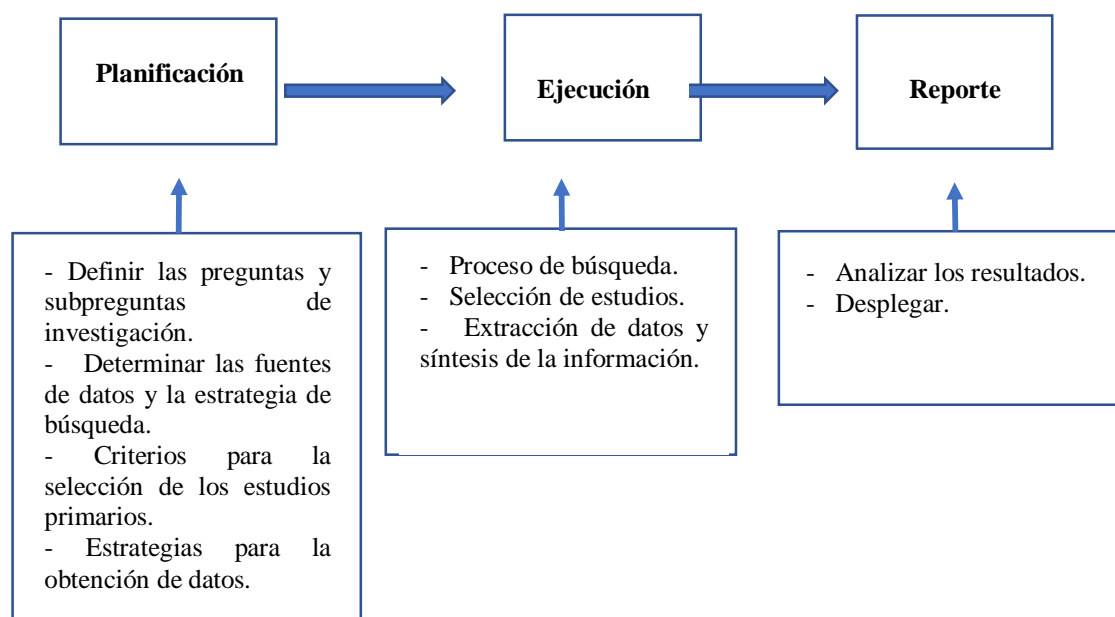 Planificación
Ejecución
Reporte
- Definir las preguntas y
subpreguntas de
investigación.
- Determinar las fuentes
de datos y la estrategia de
búsqueda.
- Criterios para la
selección de los estudios
primarios.
- Estrategias para la
obtención de datos.
- Proceso de búsqueda.
- Selección de estudios.
- Extracción de datos y
síntesis de la información.
- Analizar los resultados.
- Desplegar.